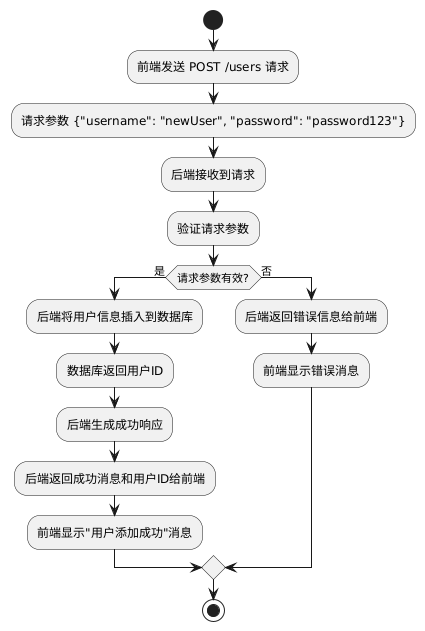 前端发送 POST /users 请求
请求参数 {"username": "newUser", "password": "password123"}
后端接收到请求
验证请求参数
请求参数有效?
是
否
后端将用户信息插入到数据库
数据库返回用户ID
后端生成成功响应
后端返回成功消息和用户ID给前端
前端显示"用户添加成功"消息
后端返回错误信息给前端
前端显示错误消息